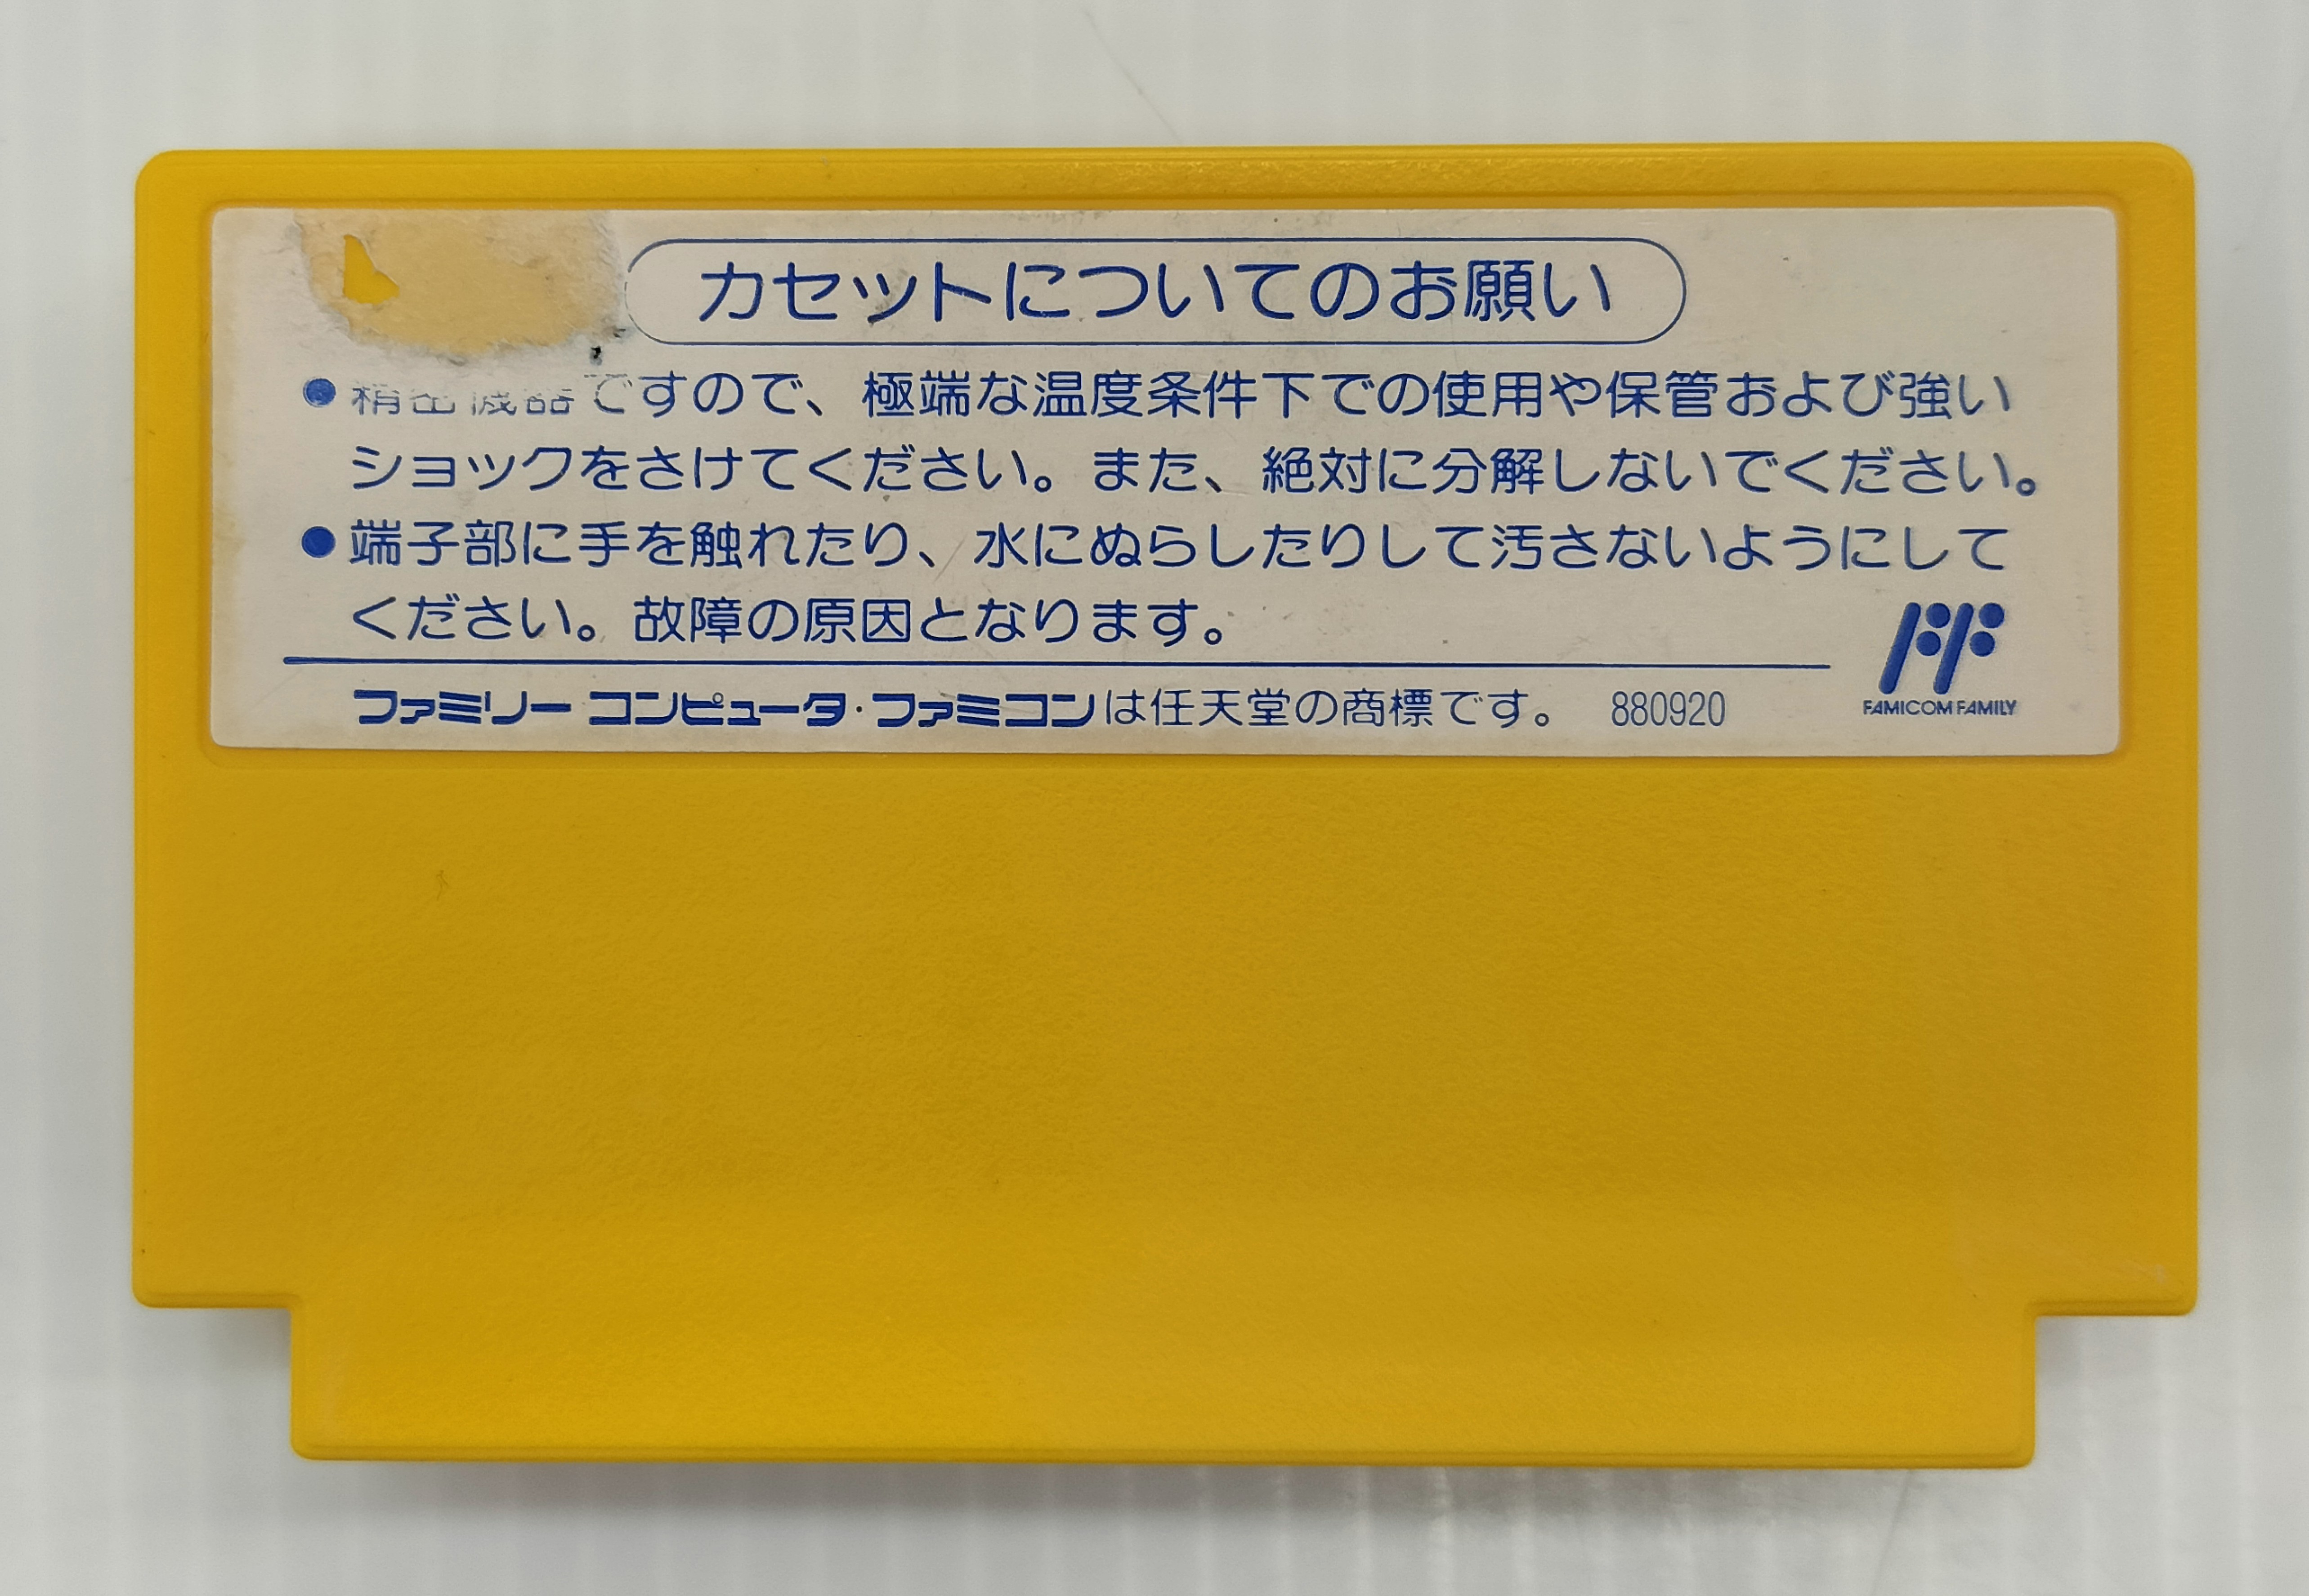 カセットについてのお願い
●精密機器ですので、極端な温度条件下での使用や保管および強い
ショックをさけてください。また、絶対に分解しないでください。
●端子部に手を触れたり、水にぬらしたりして汚さないようにして
ください。故障の原因となります。
ファミリーコンピュータ・ファミコンは任天堂の商標です。 880920
FAMICOM FAMILY